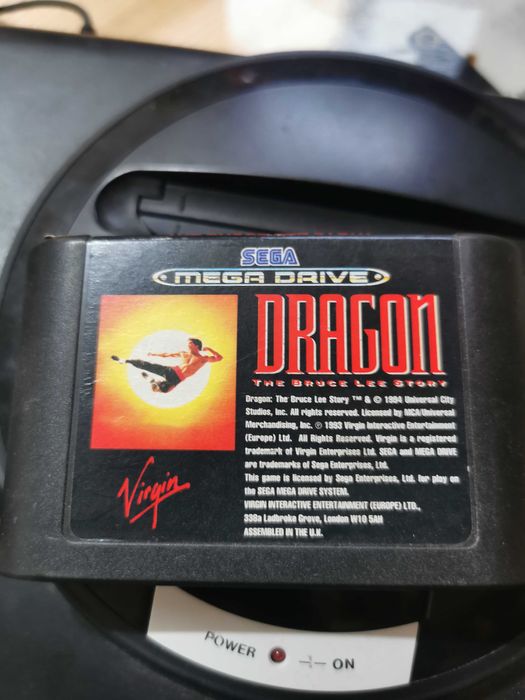 SEGA
MEGA DRIVE
DRAGON
THE BRUCE LEE STORY
Dragon: The Bruce Lee Story ™ & © 1994 Universal City
Studios, Inc. All rights reserved. Licensed by MCA/Universal
Merchandising, Inc. ℗ 1993 Virgin Interactive Entertainment
(Europe) Ltd. All Rights Reserved. Virgin is a registered
trademark of Virgin Enterprises Ltd. SEGA and MEGA DRIVE
are trademarks of Sega Enterprises, Ltd.
This game is licensed by Sega Enterprises, Ltd. for play on
the SEGA MEGA DRIVE SYSTEM.
VIRGIN INTERACTIVE ENTERTAINMENT (EUROPE) LTD.,
338a Ladbroke Grove, London W10 5AH
ASSEMBLED IN THE U.K.
Virgin
POWER ON